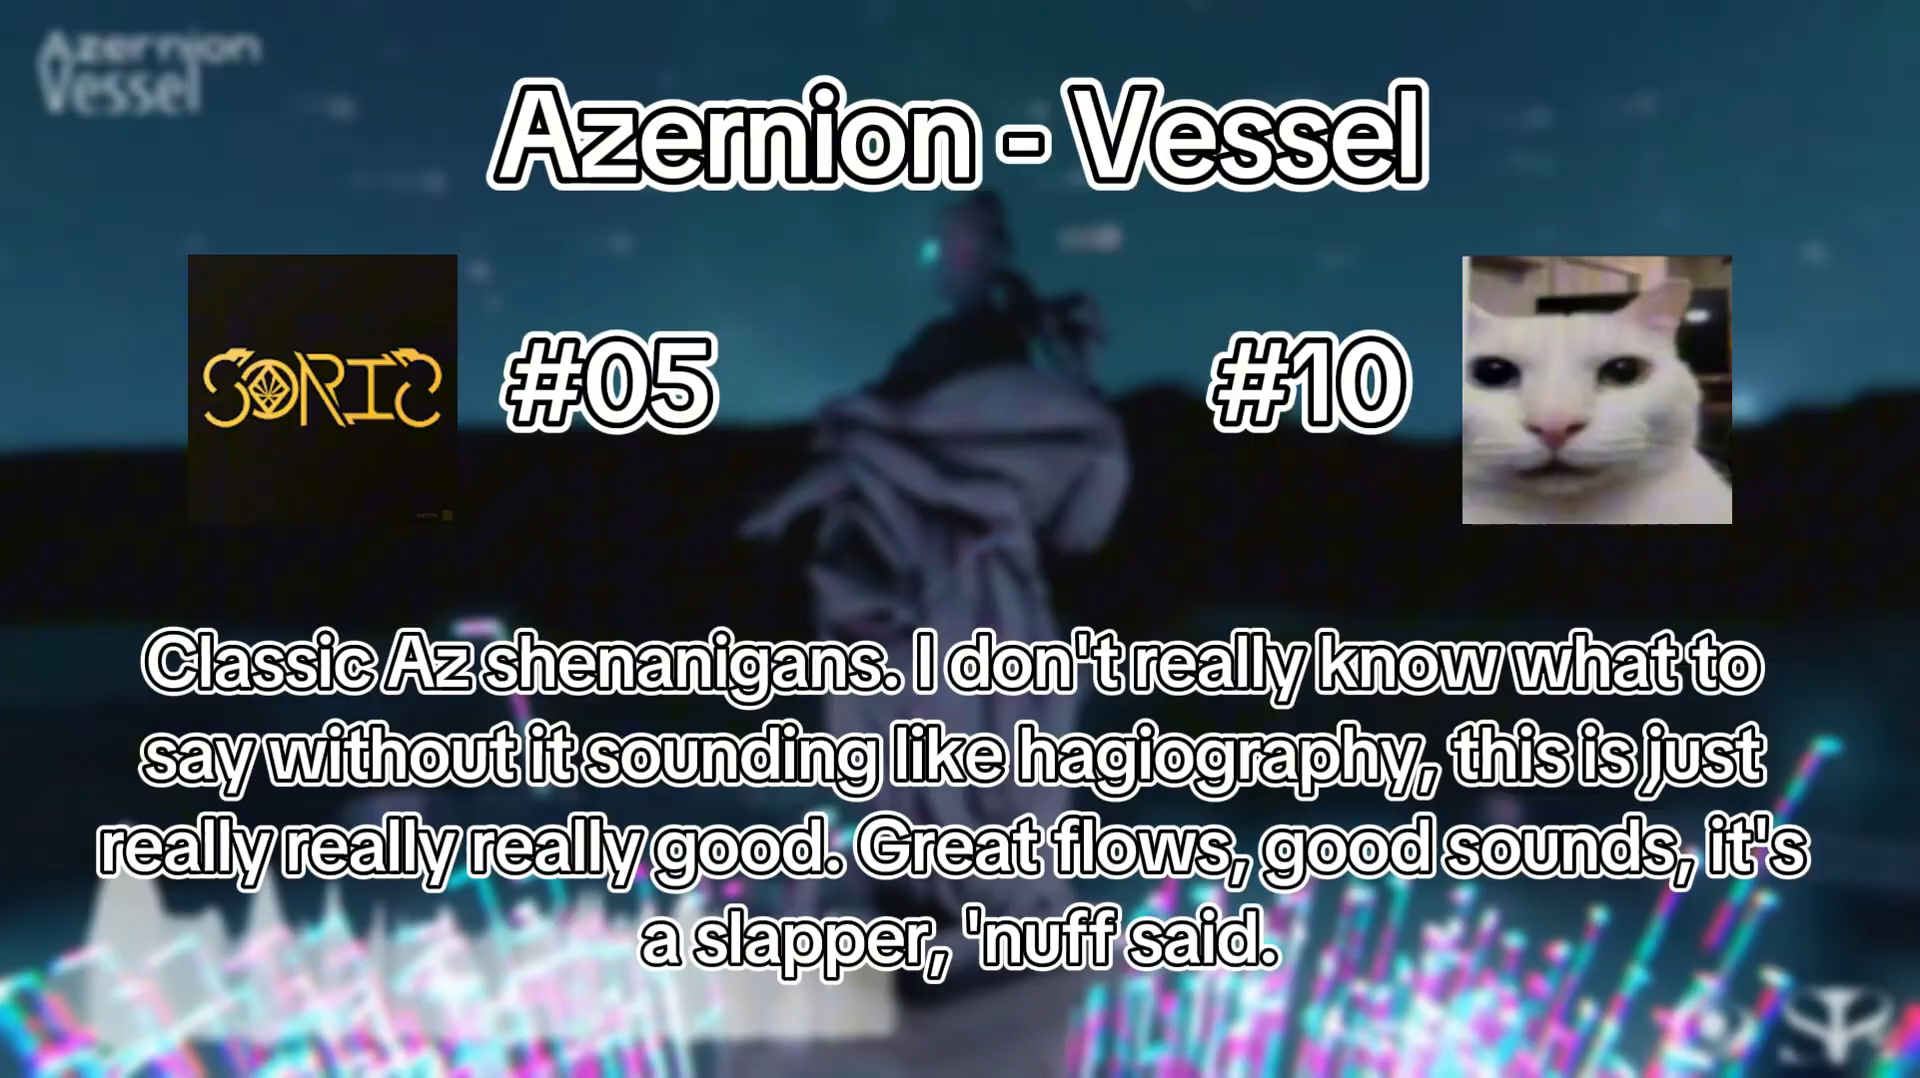 Azernion
Vessel
Azernion - Vessel
SORIS
#05
#10
Classic Az shenanigans. I don't really know what to
say without it sounding like hagiography, this is just
really really really good. Great flows, good sounds, it's
a slapper, 'nuff said.